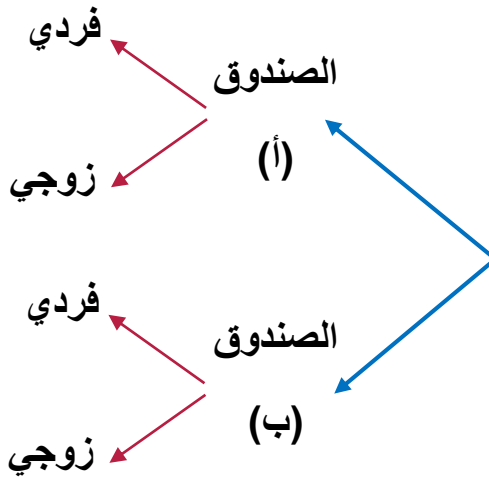 فردي
الصندوق
(أ)
زوجي
فردي
الصندوق
(ب)
زوجي